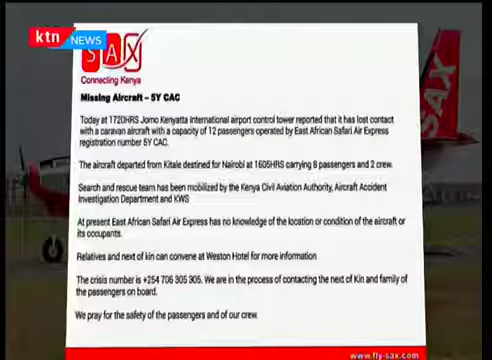 ktn NEWS
SAX
Connecting Kenya
Missing Aircraft – 5Y CAC
Today at 1720HRS Jomo Kenyatta International airport control tower reported that it has lost contact
with a caravan aircraft with a capacity of 12 passengers operated by East African Safari Air Express
registration number 5Y CAC.
The aircraft departed from Kitale destined for Nairobi at 1605HRS carrying 8 passengers and 2 crew.
Search and rescue team has been mobilized by the Kenya Civil Aviation Authority, Aircraft Accident
Investigation Department and KWS
At present East African Safari Air Express has no knowledge of the location or condition of the aircraft or
its occupants.
Relatives and next of kin can convene at Weston Hotel for more information
The crisis number is +254 706 305 305. We are in the process of contacting the next of Kin and family of
the passengers on board.
We pray for the safety of the passengers and of our crew
www.fly-sax.com
SAX